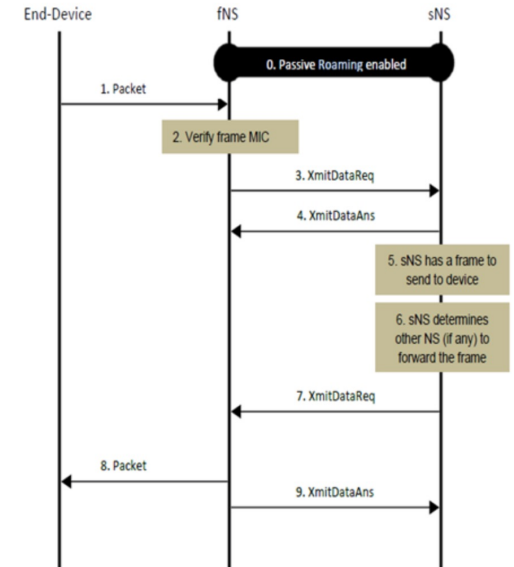 End-Device fNS sNS
0. Passive Roaming enabled
1. Packet
2. Verify frame MIC
3. XmitDataReq
4. XmitDataAns
5. sNS has a frame to
send to device
6. sNS determines
other NS (if any) to
forward the frame
7. XmitDataReq
8. Packet
9. XmitDataAns